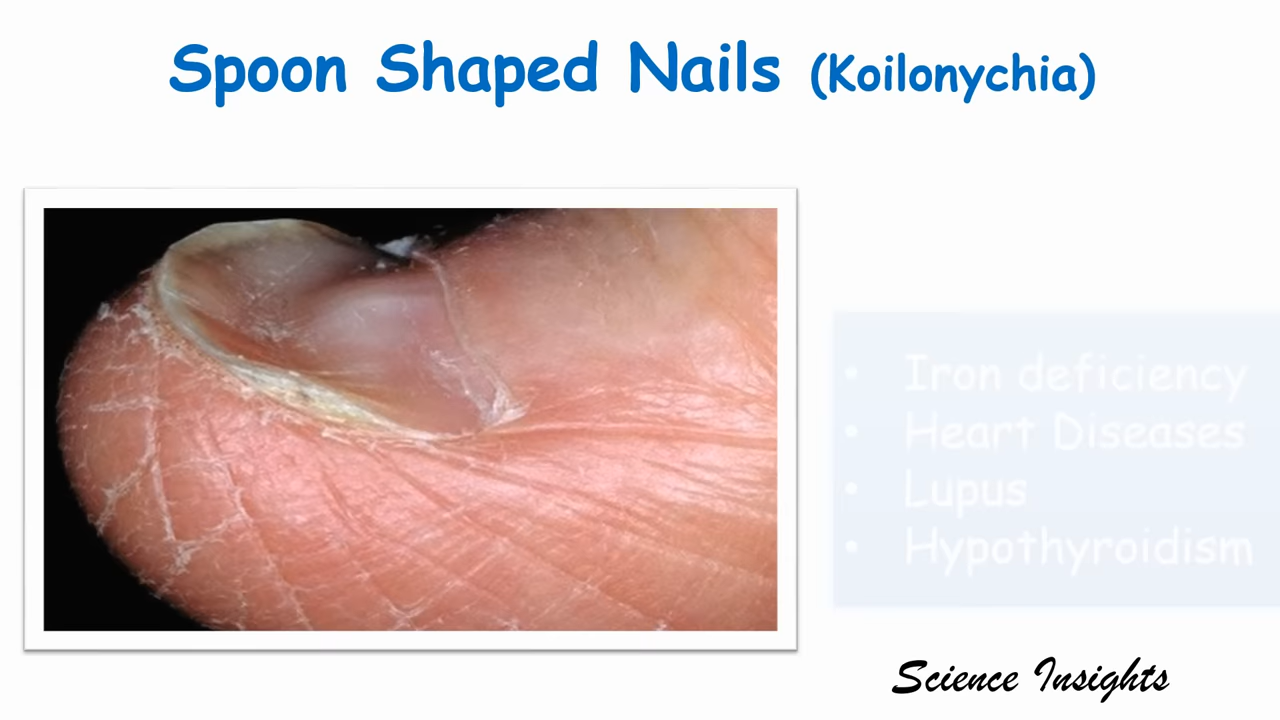 Spoon Shaped Nails (Koilonychia)
• Iron deficiency
• Heart Diseases
• Lupus
• Hypothyroidism
Science Insights